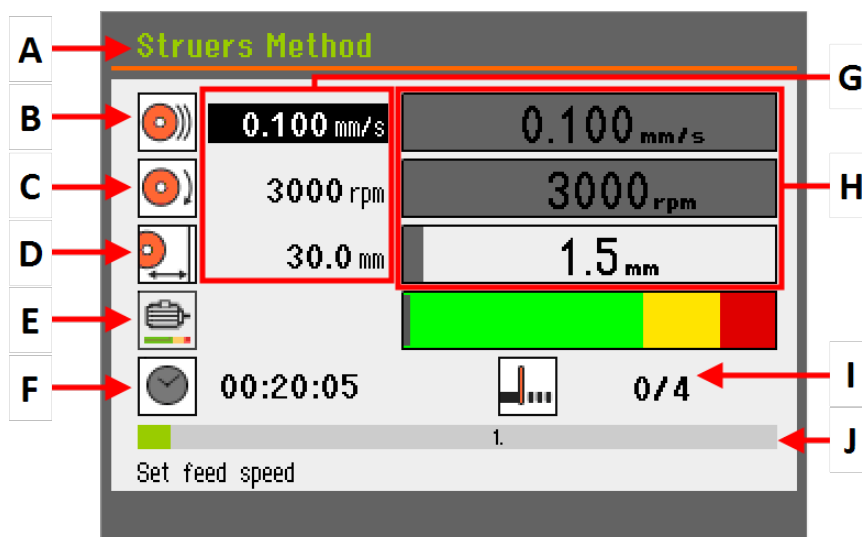 A Struers Method
G
B 0.100 mm/s 0.100 mm/s
C 3000 rpm 3000 rpm H
D 30.0 mm 1.5 mm
E
F 00:20:05 0/4 I
1. J
Set feed speed